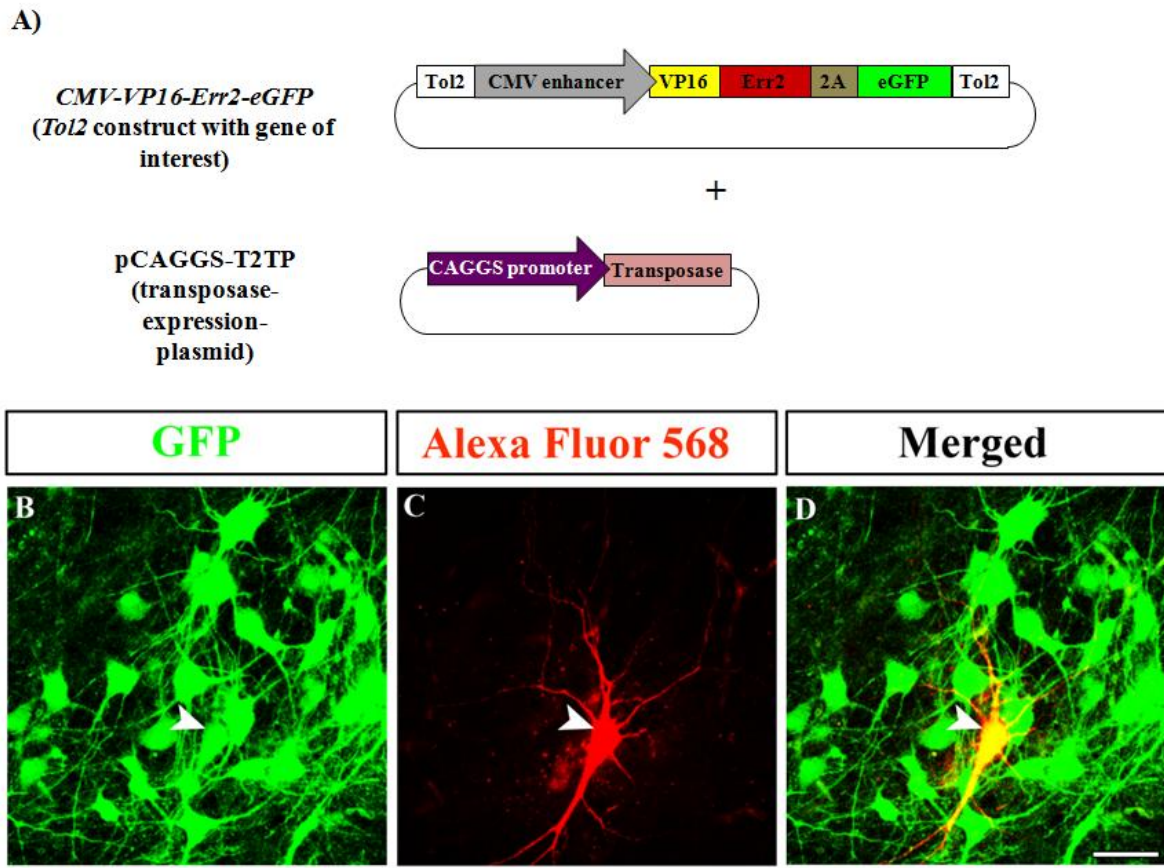 A)
CMV-VP16-Err2-eGFP
(Tol2 construct with gene of
interest)
Tol2 CMV enhancer VP16 Err2 2A eGFP Tol2
+
pCAGGS-T2TP
(transposase-
expression-
plasmid)
CAGGS promoter Transposase
GFP Alexa Fluor 568 Merged
B C D